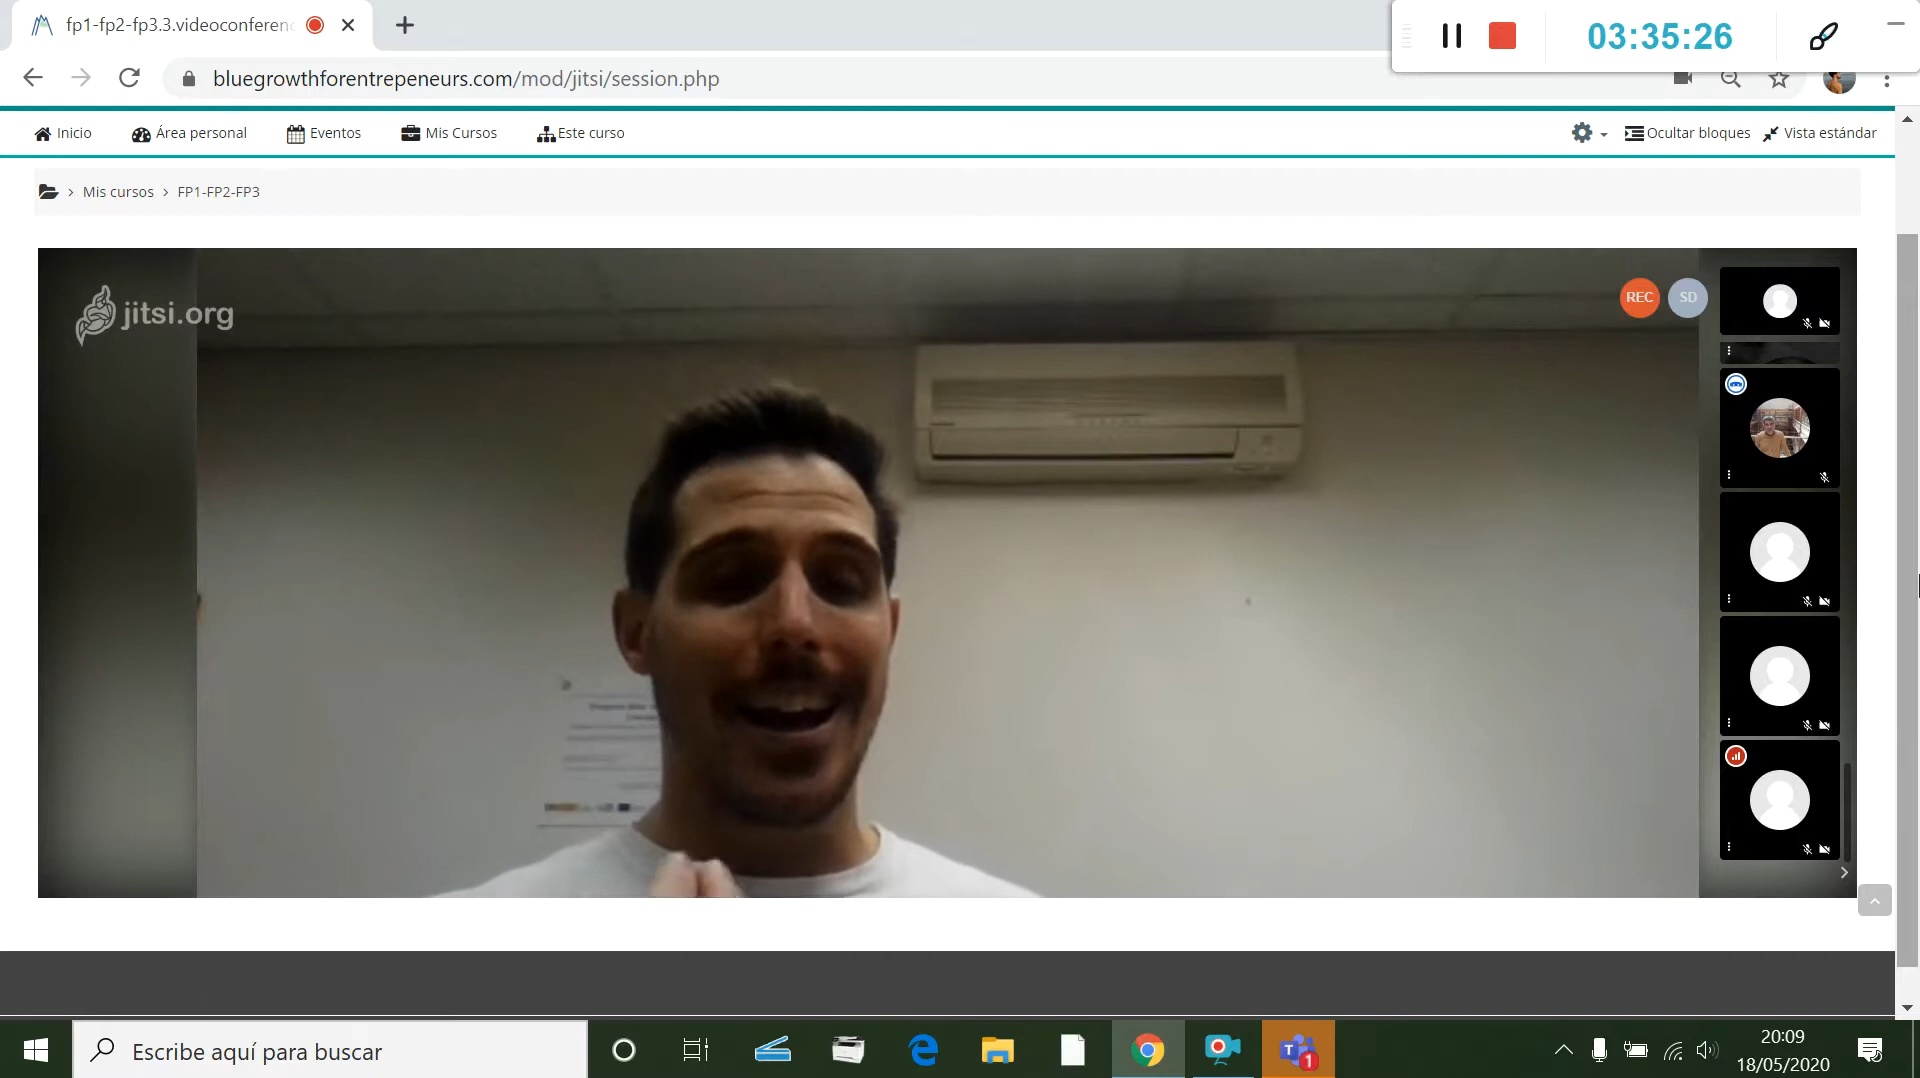 fp1-fp2-fp3.3.videoconferenc
03:35:26
bluegrowthforentrepeneurs.com/mod/jitsi/session.php
Inicio
Área personal
Eventos
Mis Cursos
Este curso
Ocultar bloques
Vista estándar
Mis cursos
FP1-FP2-FP3
jitsi.org
REC
SD
Escribe aquí para buscar
1
20:09
18/05/2020